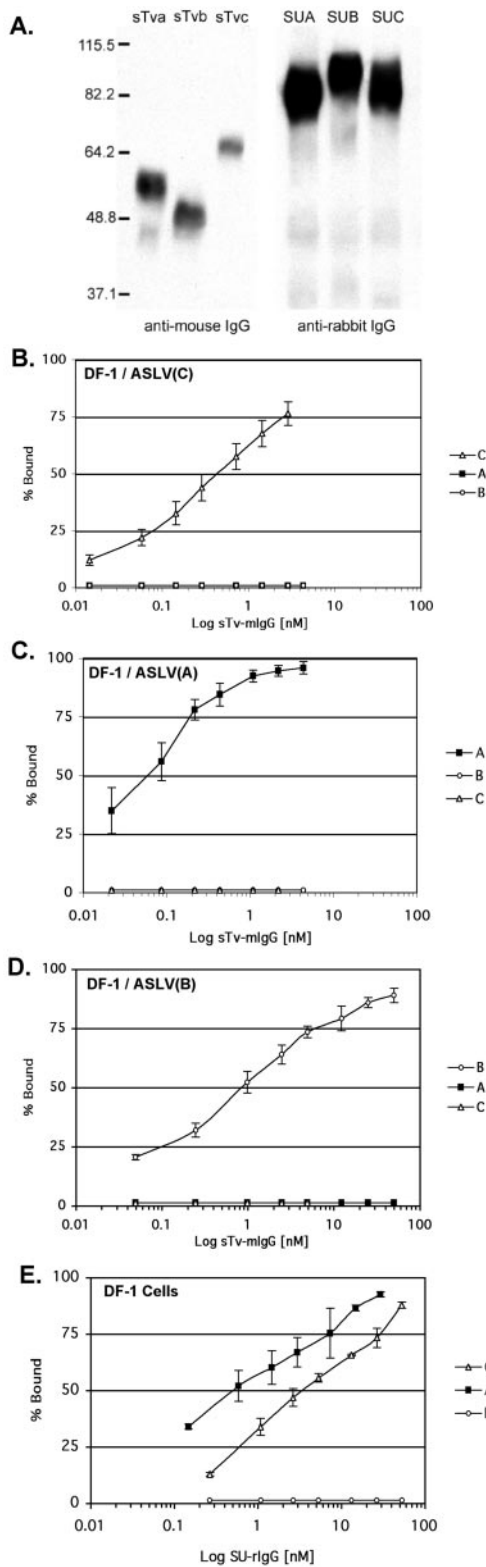 A.
sTva sTvb sTvc SUA SUB SUC
115.5
82.2
64.2
48.8
37.1
anti-mouse IgG anti-rabbit IgG
B.
DF-1 / ASLV(C)
100
75
50
25
0
% Bound
0.01 0.1 1 10 100
Log sTv-mIgG [nM]
C
A
B
C.
DF-1 / ASLV(A)
100
75
50
25
0
% Bound
0.01 0.1 1 10 100
Log sTv-mIgG [nM]
A
B
C
D.
DF-1 / ASLV(B)
100
75
50
25
0
% Bound
0.01 0.1 1 10 100
Log sTv-mIgG [nM]
B
A
C
E.
DF-1 Cells
100
75
50
25
0
% Bound
0.01 0.1 1 10 100
Log SU-rIgG [nM]
A